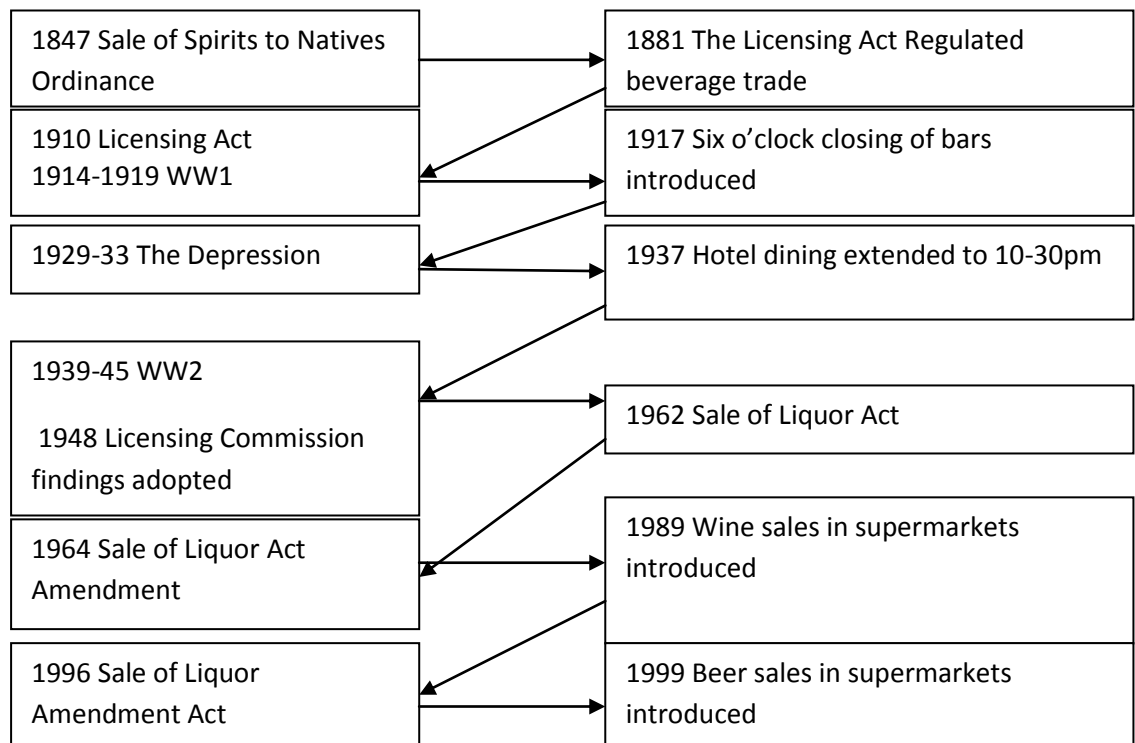 1847 Sale of Spirits to Natives
Ordinance
1881 The Licensing Act Regulated
beverage trade
1910 Licensing Act
1914-1919 WW1
1917 Six o’clock closing of bars
introduced
1929-33 The Depression
1937 Hotel dining extended to 10-30pm
1939-45 WW2
1948 Licensing Commission
findings adopted
1962 Sale of Liquor Act
1964 Sale of Liquor Act
Amendment
1989 Wine sales in supermarkets
introduced
1996 Sale of Liquor
Amendment Act
1999 Beer sales in supermarkets
introduced